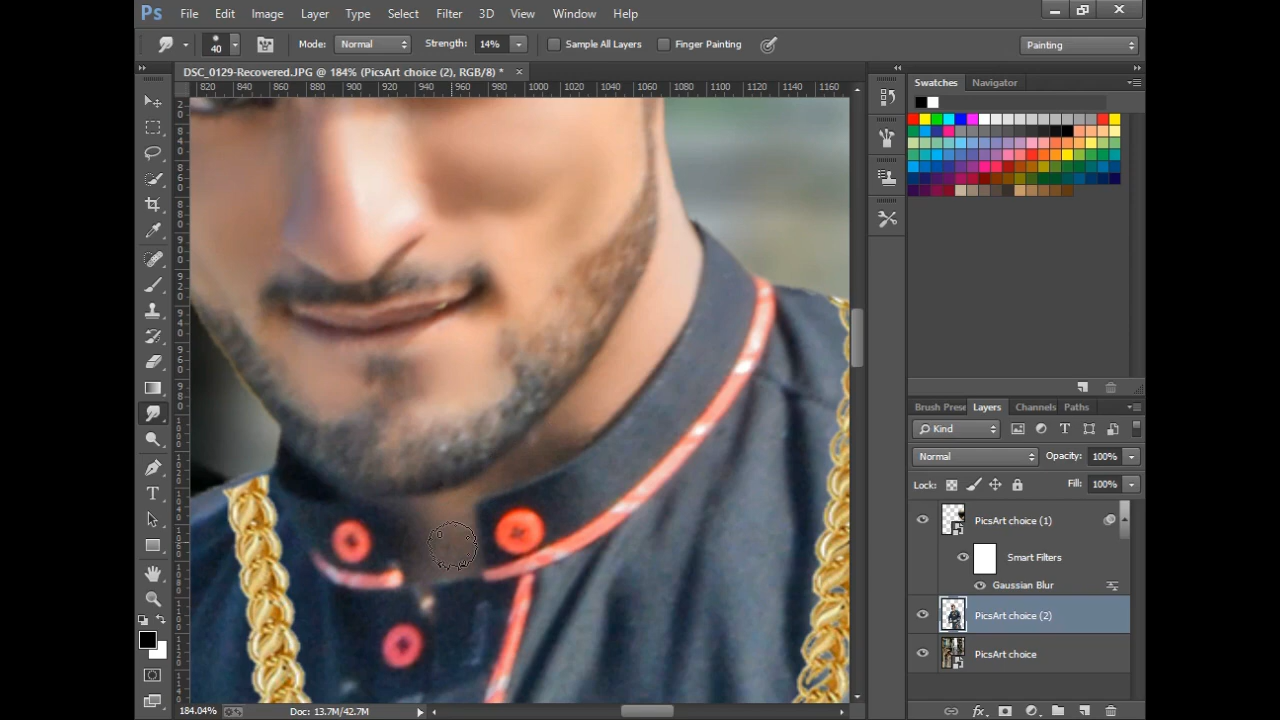 Ps File Edit Image Layer Type Select Filter 3D View Window Help
40 Mode: Normal Strength: 14% Sample All Layers Finger Painting Painting
DSC_0129-Recovered.JPG @ 184% (PicsArt choice (2), RGB/8) * ×
820 840 860 880 900 920 940 960 980 1000 1020 1040 1060 1080 1100 1120 1140 1160
Swatches Navigator
Brush Prese Layers Channels Paths
Kind
Normal Opacity: 100%
Lock: Fill: 100%
PicsArt choice (1)
Smart Filters
Gaussian Blur
PicsArt choice (2)
PicsArt choice
184.04% Doc: 13.7M/42.7M